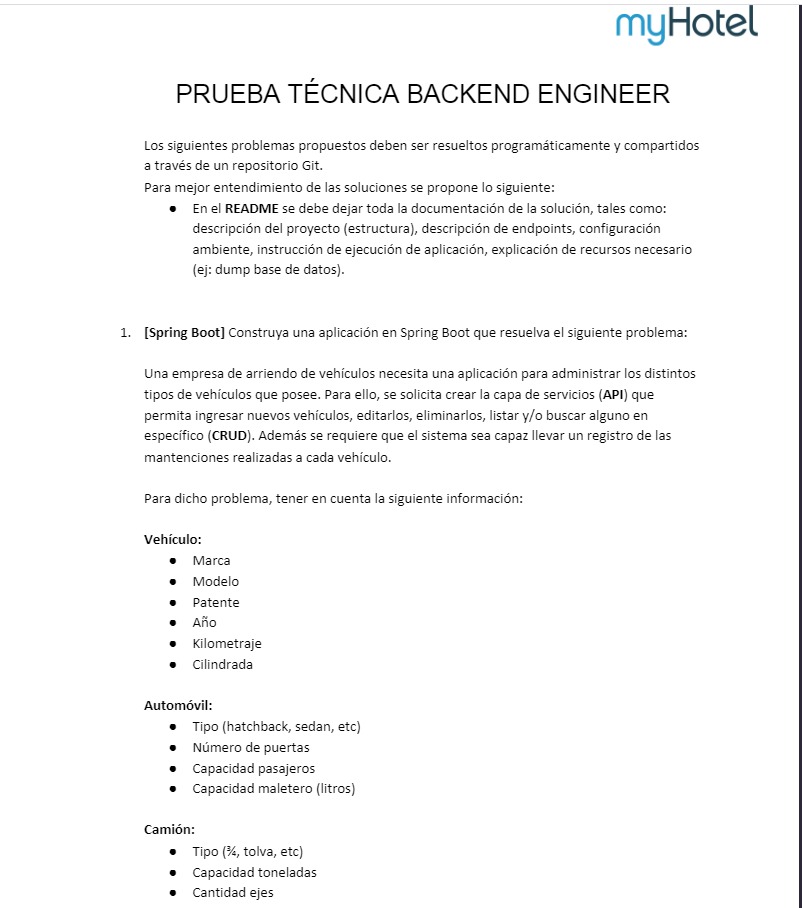 myHotel
PRUEBA TÉCNICA BACKEND ENGINEER
Los siguientes problemas propuestos deben ser resueltos programáticamente y compartidos
a través de un repositorio Git.
Para mejor entendimiento de las soluciones se propone lo siguiente:
● En el README se debe dejar toda la documentación de la solución, tales como:
descripción del proyecto (estructura), descripción de endpoints, configuración
ambiente, instrucción de ejecución de aplicación, explicación de recursos necesario
(ej: dump base de datos).
1. [Spring Boot] Construya una aplicación en Spring Boot que resuelva el siguiente problema:
Una empresa de arriendo de vehículos necesita una aplicación para administrar los distintos
tipos de vehículos que posee. Para ello, se solicita crear la capa de servicios (API) que
permita ingresar nuevos vehículos, editarlos, eliminarlos, listar y/o buscar alguno en
específico (CRUD). Además se requiere que el sistema sea capaz llevar un registro de las
mantenciones realizadas a cada vehículo.
Para dicho problema, tener en cuenta la siguiente información:
Vehículo:
● Marca
● Modelo
● Patente
● Año
● Kilometraje
● Cilindrada
Automóvil:
● Tipo (hatchback, sedan, etc)
● Número de puertas
● Capacidad pasajeros
● Capacidad maletero (litros)
Camión:
● Tipo (¾, tolva, etc)
● Capacidad toneladas
● Cantidad ejes